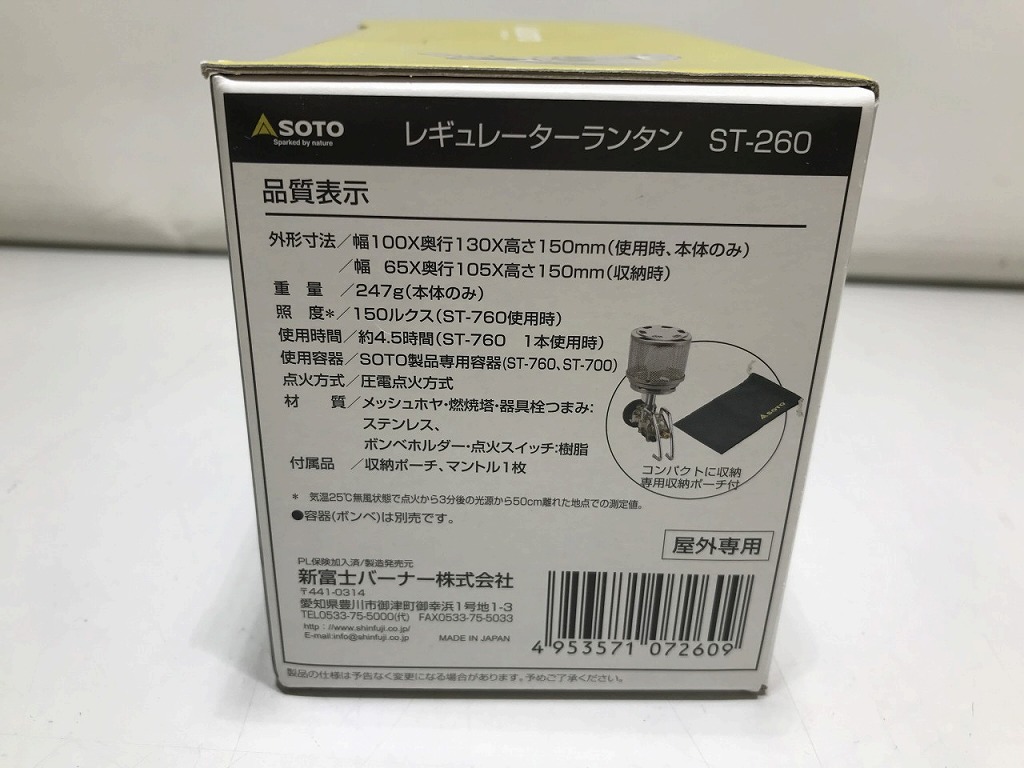 SOTO
Sparked by nature
レギュレーターランタン ST-260
品質表示
外形寸法/幅100X奥行130X高さ150mm(使用時、本体のみ)
/幅 65X奥行105X高さ150mm(収納時)
重 量 /247g(本体のみ)
照 度*/150ルクス(ST-760使用時)
使用時間/約4.5時間(ST-760 1本使用時)
使用容器/SOTO製品専用容器(ST-760、ST-700)
点火方式/圧電点火方式
材 質/メッシュホヤ・燃焼塔・器具栓つまみ:
ステンレス、
ボンベホルダー・点火スイッチ:樹脂
付属品 /収納ポーチ、マントル1枚
SOTO
コンパクトに収納
専用収納ポーチ付
* 気温25℃無風状態で点火から3分後の光源から50cm離れた地点での測定値。
●容器(ボンベ)は別売です。
屋外専用
PL保険加入済/製造発売元
新富士バーナー株式会社
〒441-0314
愛知県豊川市御津町御幸浜1号地1-3
TEL0533-75-5000(代) FAX0533-75-5033
http://www.shinfuji.co.jp/
E-mail:info@shinfuji.co.jp MADE IN JAPAN
4 953571 072609
製品の仕様は予告なく変更になる場合があります。予めご了承ください。